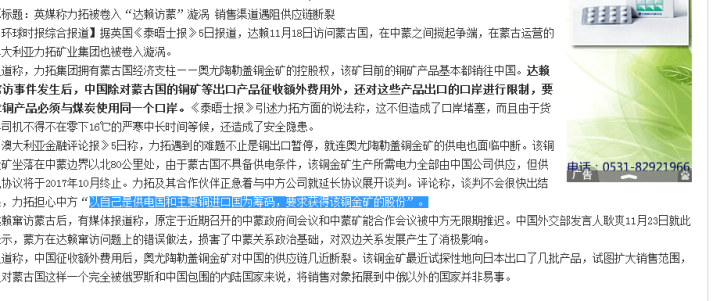 标题：英媒称力拓被卷入“达赖访蒙”漩涡 销售渠道遇阻供应链断裂
环球时报综合报道】据英国《泰晤士报》5日报道，达赖11月18日访问蒙古国，在中蒙之间搅起争端，在蒙古运营的
大利亚力拓矿业集团也被卷入漩涡。
道称，力拓集团拥有蒙古国经济支柱——奥尤陶勒盖铜金矿的控股权，该矿目前的铜矿产品基本都销往中国。达赖
访事件发生后，中国除对蒙古国的铜矿等出口产品征收额外费用外，还对这些产品出口的口岸进行限制，要
铜产品必须与煤炭使用同一个口岸。《泰晤士报》引述力拓方面的说法称，这不但造成了口岸堵塞，而且由于货
司机不得不在零下16℃的严寒中长时间等候，还造成了安全隐患。
澳大利亚金融评论报》5日称，力拓遇到的难题不止是铜出口暂停，就连奥尤陶勒盖铜金矿的供电也面临中断。该铜
矿坐落在中蒙边界以北80公里处，由于蒙古国不具备供电条件，该铜金矿生产所需电力全部由中国公司供应，但供
协议将于2017年10月终止。力拓及其合作伙伴正急着与中方公司就延长协议展开谈判。评论称，谈判不会很快出结
，力拓担心中方“以自己是供电国和主要铜进口国为筹码，要求获得该铜金矿的股份”。
赖窜访蒙古后，有媒体报道称，原定于近期召开的中蒙政府间会议和中蒙矿能合作会议被中方无限期推迟。中国外交部发言人耿爽11月23日就此
示，蒙方在达赖窜访问题上的错误做法，损害了中蒙关系政治基础，对双边关系发展产生了消极影响。
道称，中国征收额外费用后，奥尤陶勒盖铜金矿对中国的供应链几近断裂。该铜金矿最近试探性地向日本出口了几批产品，试图扩大销售范围，
对蒙古国这样一个完全被俄罗斯和中国包围的内陆国家来说，将销售对象拓展到中俄以外的国家并非易事。
电话：0531-82921966
广告